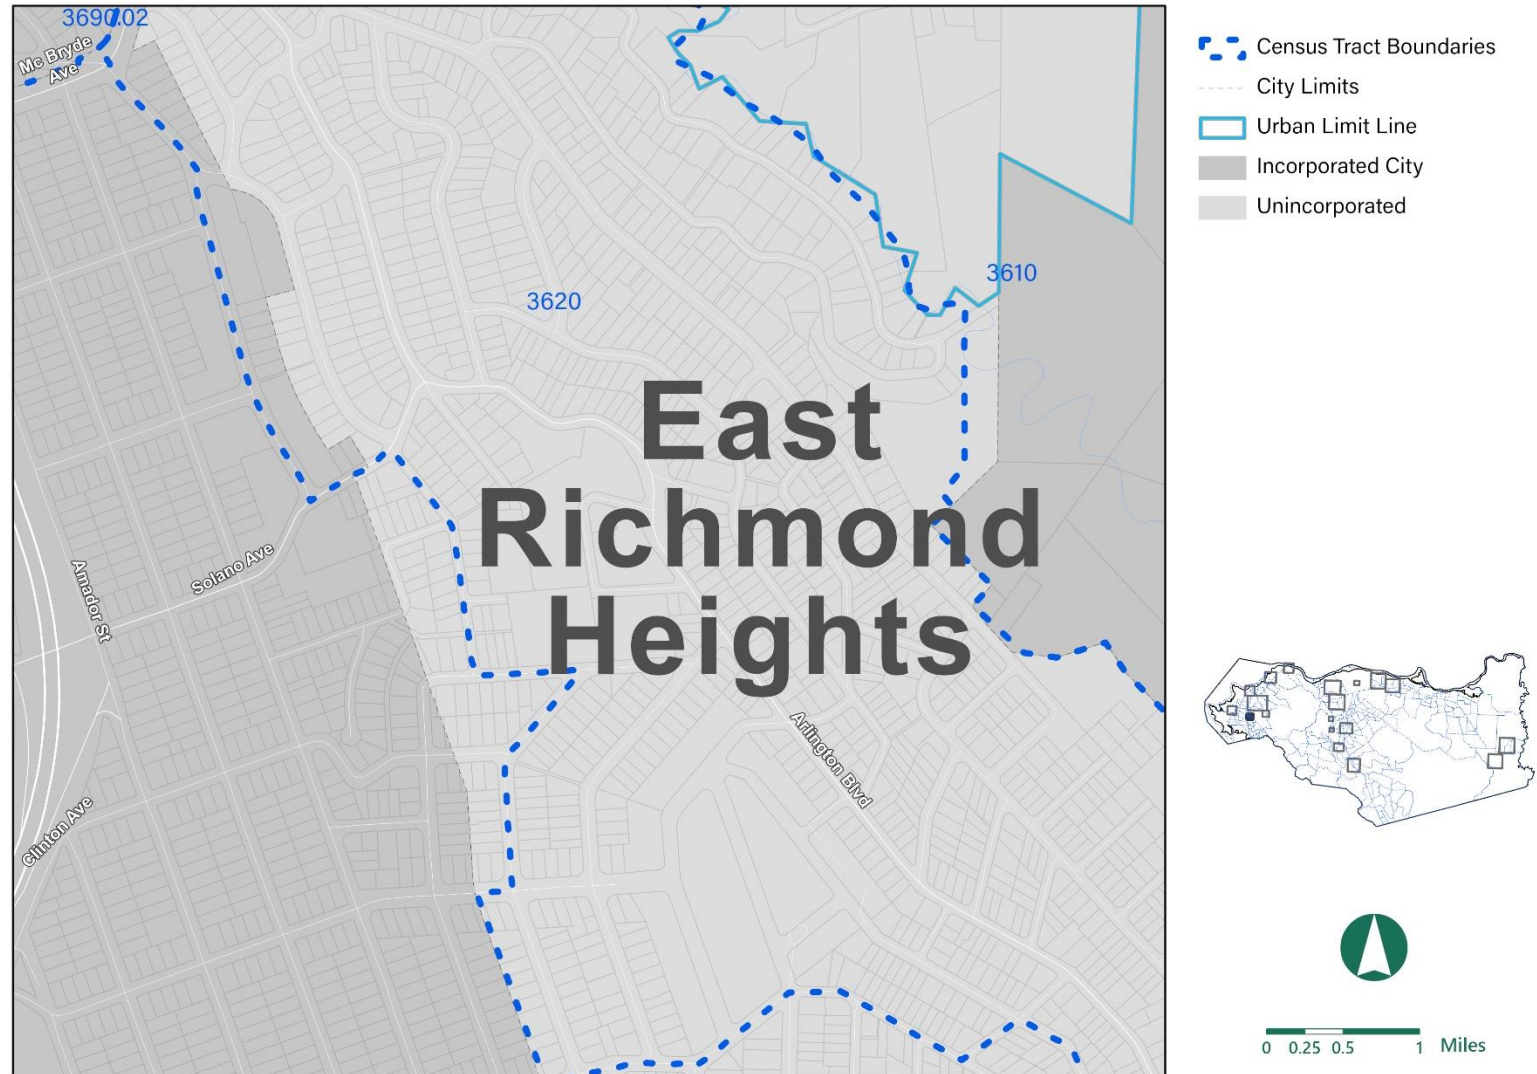 3690.02
Mc Bryde
Ave
3620
3610
East
Richmond
Heights
Solano Ave
Amador St
Arlington Blvd
Clinton Ave
Census Tract Boundaries
City Limits
Urban Limit Line
Incorporated City
Unincorporated
0 0.25 0.5 1 Miles